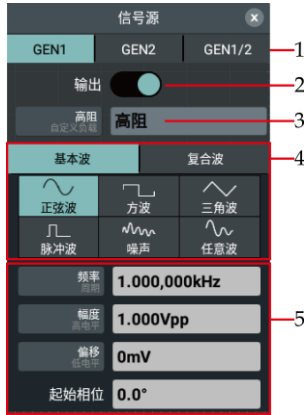 信号源
GEN1 GEN2 GEN1/2 1
输出 2
高阻 高阻 3
自定义负载
基本波 复合波 4
正弦波 方波 三角波
脉冲波 噪声 任意波
频率 1.000,000kHz
周期
幅度 1.000Vpp
高电平
5
偏移 0mV
低电平
起始相位 0.0°